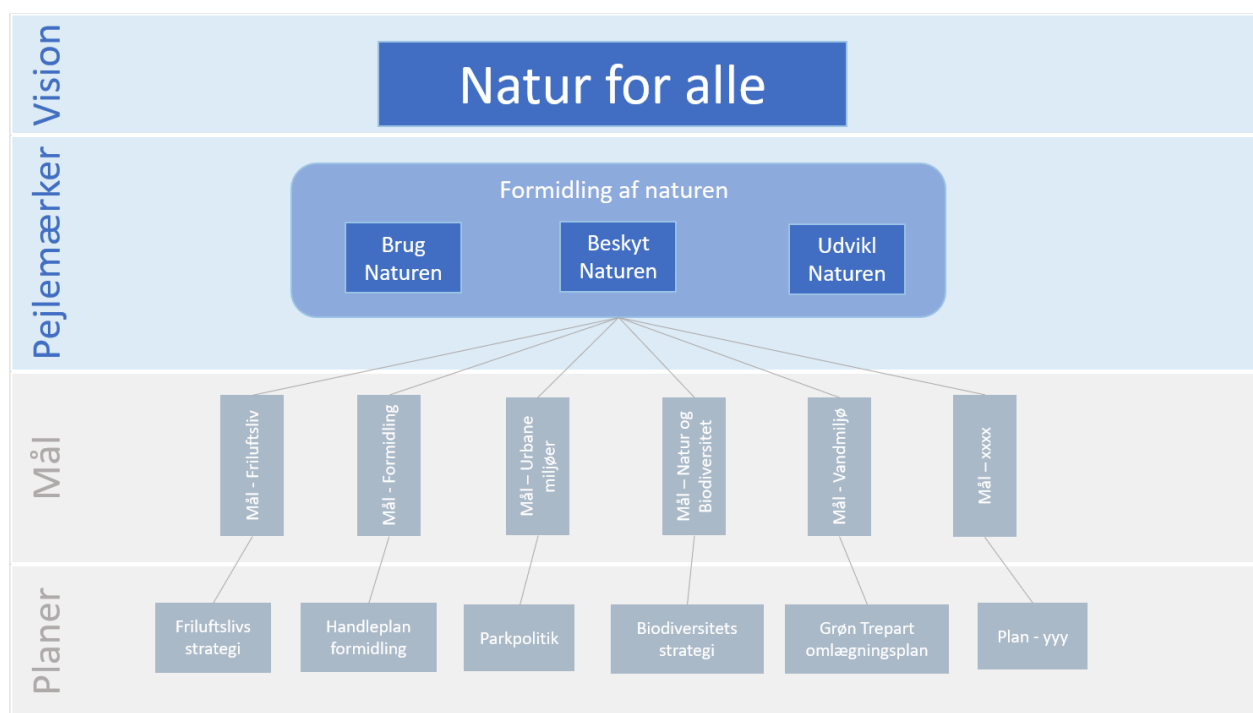 Vision
Natur for alle
Pejlemærker
Formidling af naturen
Brug
Naturen
Beskyt
Naturen
Udvikl
Naturen
Mål
Mål - Friluftsliv
Mål - Formidling
Mål – Urbane
miljøer
Mål – Natur og
Biodiversitet
Mål - Vandmiljø
Mål – xxxx
Planer
Friluftslivs
strategi
Handleplan
formidling
Parkpolitik
Biodiversitets
strategi
Grøn Trepart
omlægningsplan
Plan - yyy